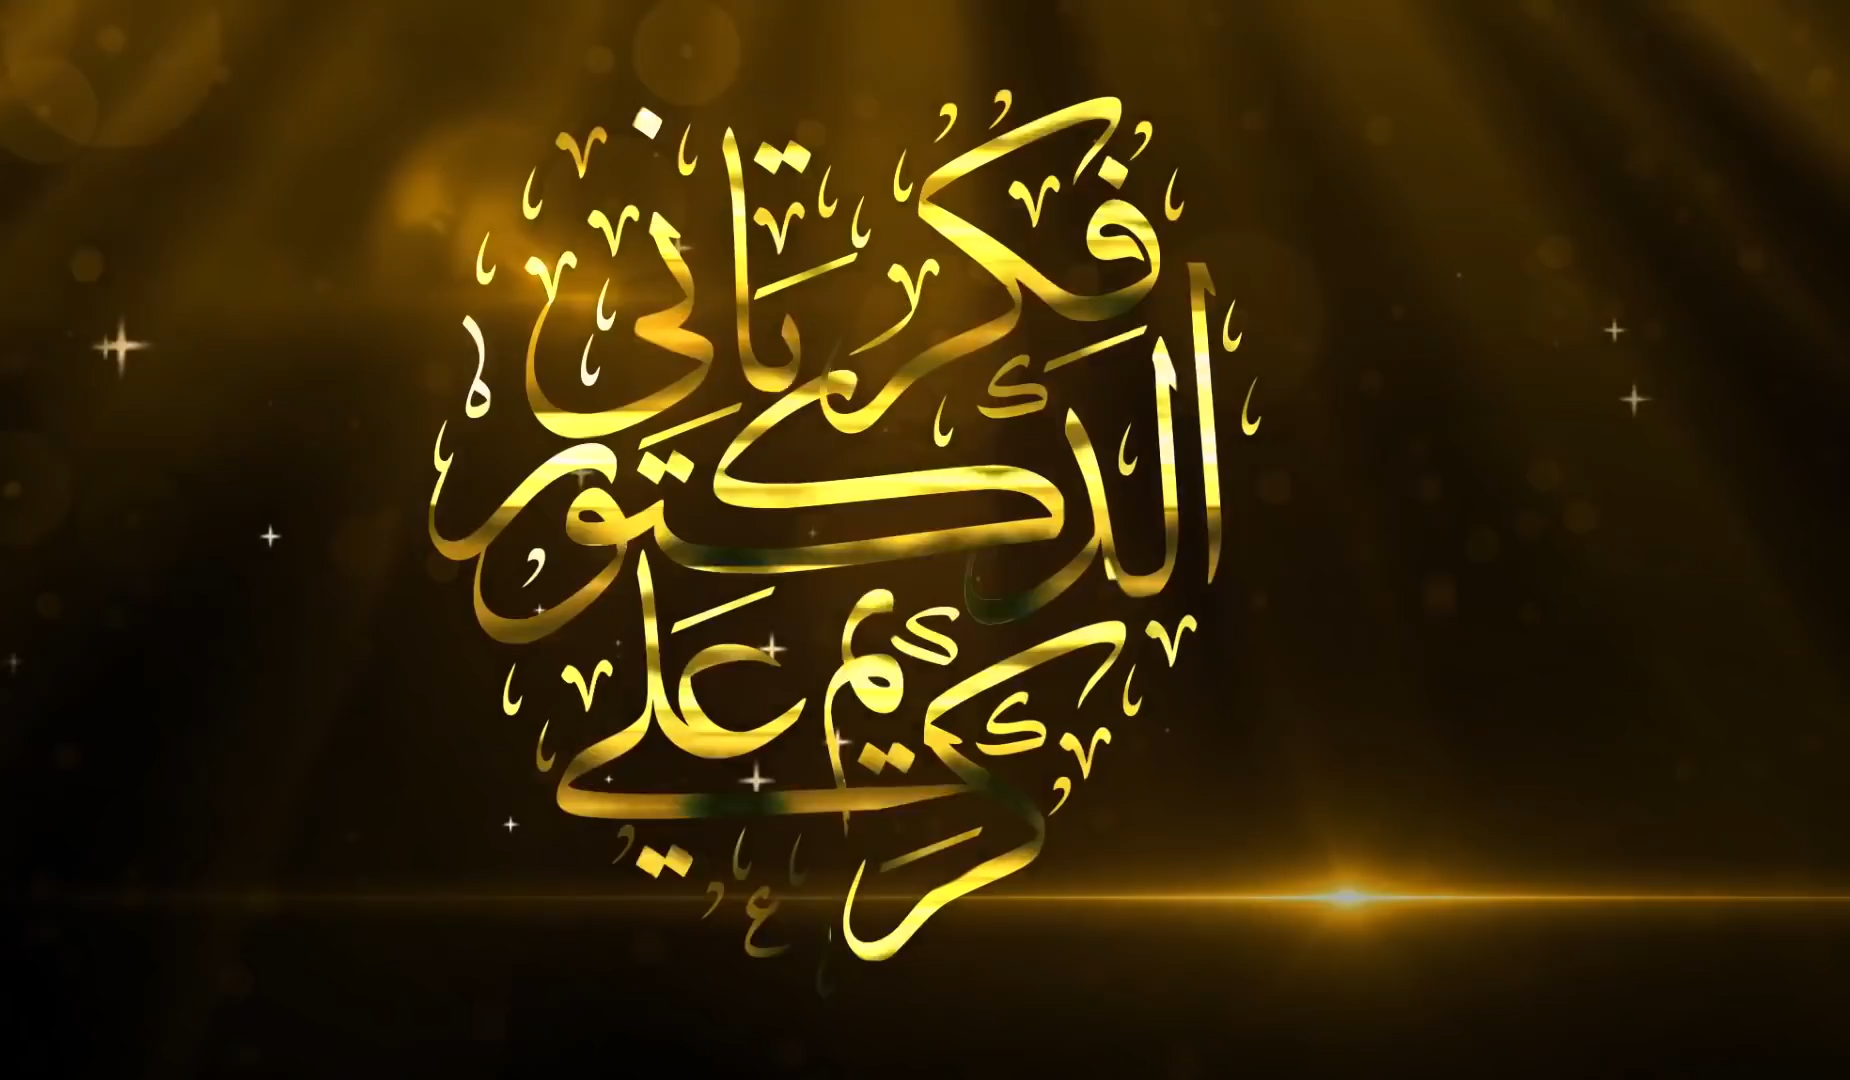 فكر تاني
الدكتور
كريم علي